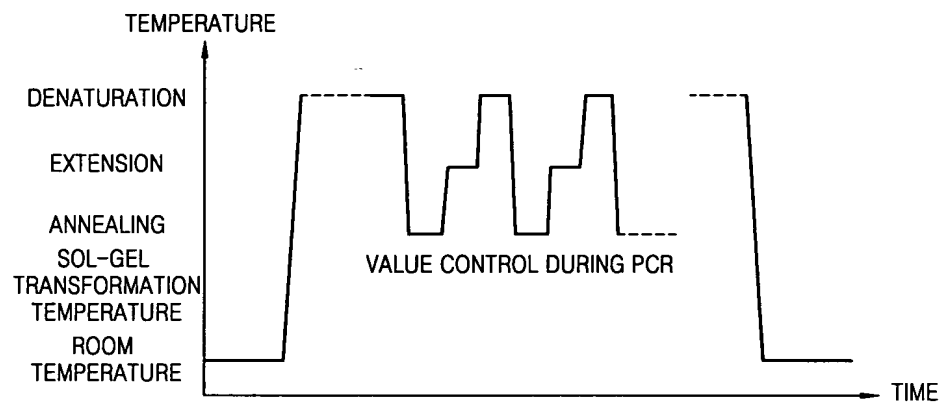 TEMPERATURE
DENATURATION
EXTENSION
ANNEALING
SOL-GEL
TRANSFORMATION
TEMPERATURE
ROOM
TEMPERATURE
VALUE CONTROL DURING PCR
TIME